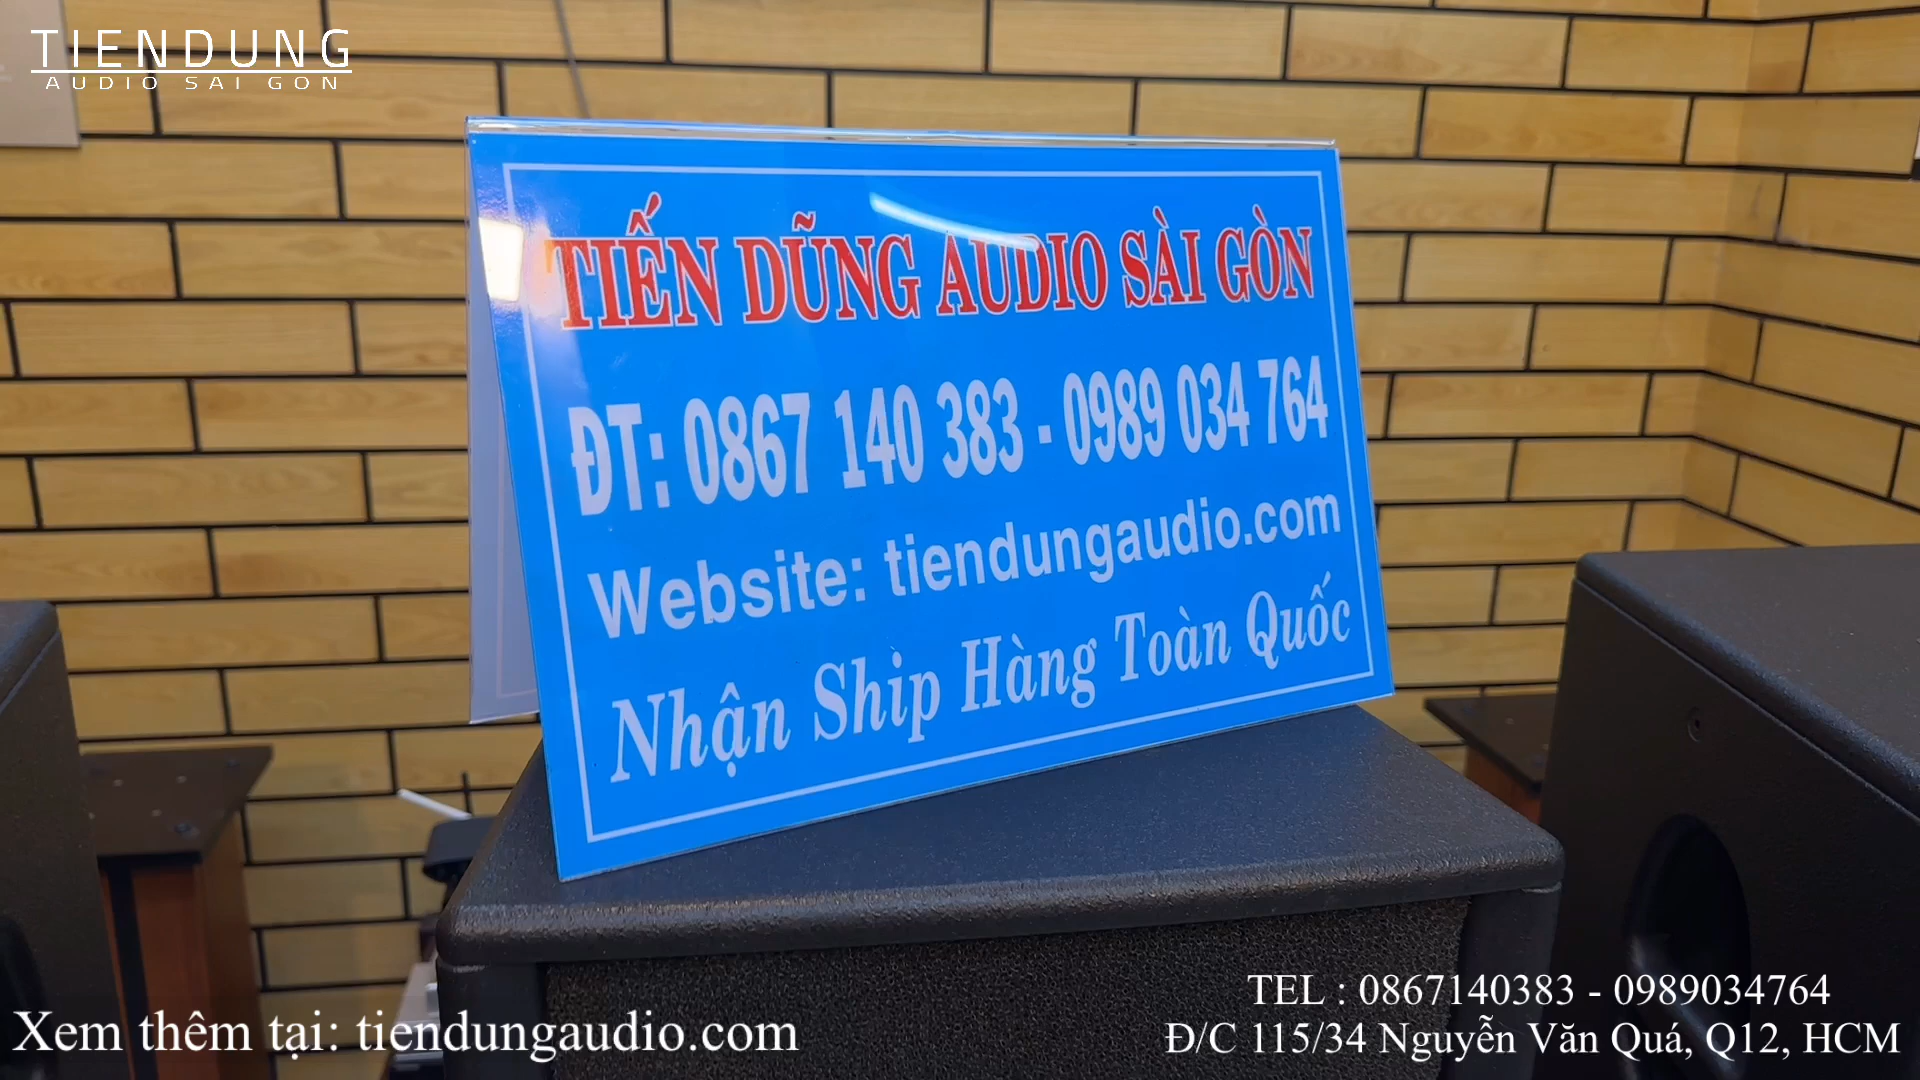 TIENDUNG
AUDIO SAI GON
TIẾN DŨNG AUDIO SÀI GÒN
ĐT: 0867 140 383 - 0989 034 764
Website: tiendungaudio.com
Nhận Ship Hàng Toàn Quốc
TEL : 0867140383 - 0989034764
Xem thêm tại: tiendungaudio.com
Đ/C 115/34 Nguyễn Văn Quá, Q12, HCM